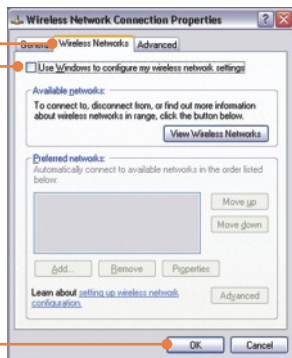 Wireless Network Connection Properties
General Wireless Networks Advanced
Use Windows to configure my wireless network settings
Available networks:
To connect to, disconnect from, or find out more information
about wireless networks in range, click the button below.
View Wireless Networks
Preferred networks:
Automatically connect to available networks in the order listed
below:
Move up
Move down
Add... Remove Properties
Learn about setting up wireless network
configuration.
Advanced
OK Cancel